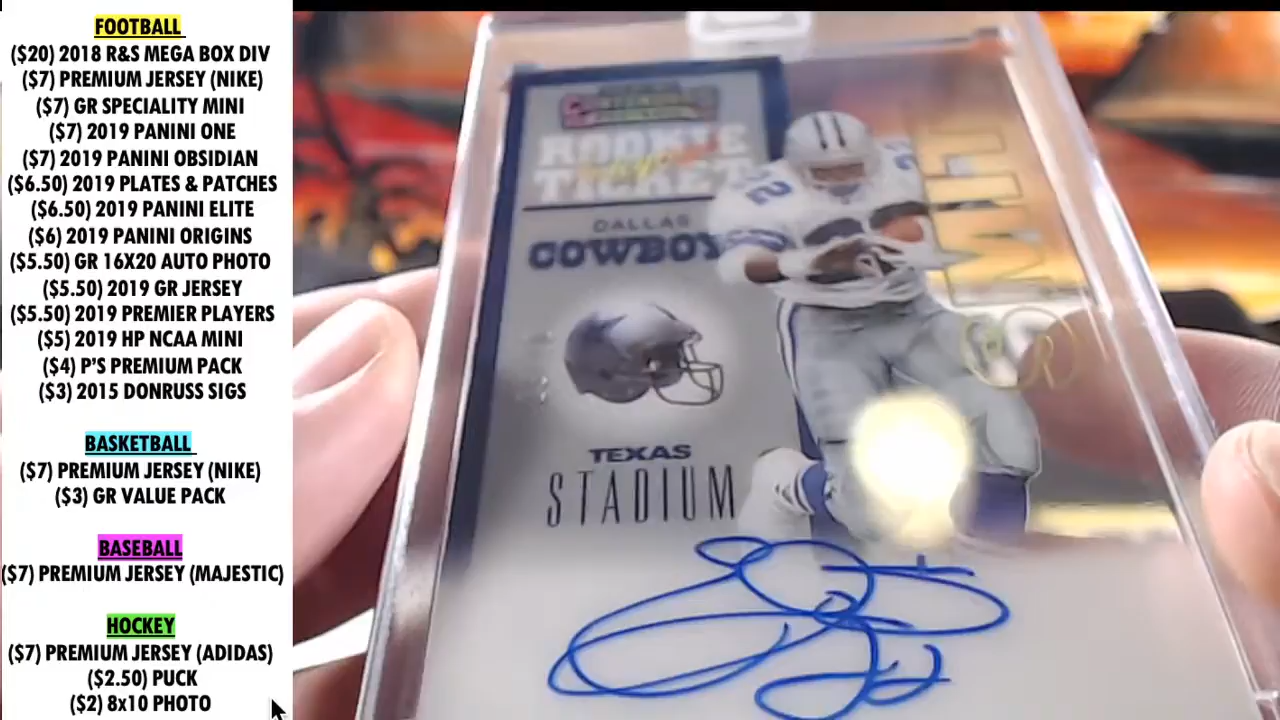 FOOTBALL
($20) 2018 R&S MEGA BOX DIV
($7) PREMIUM JERSEY (NIKE)
($7) GR SPECIALITY MINI
($7) 2019 PANINI ONE
($7) 2019 PANINI OBSIDIAN
($6.50) 2019 PLATES & PATCHES
($6.50) 2019 PANINI ELITE
($6) 2019 PANINI ORIGINS
($5.50) GR 16X20 AUTO PHOTO
($5.50) 2019 GR JERSEY
($5.50) 2019 PREMIER PLAYERS
($5) 2019 HP NCAA MINI
($4) P'S PREMIUM PACK
($3) 2015 DONRUSS SIGS
BASKETBALL
($7) PREMIUM JERSEY (NIKE)
($3) GR VALUE PACK
BASEBALL
($7) PREMIUM JERSEY (MAJESTIC)
HOCKEY
($7) PREMIUM JERSEY (ADIDAS)
($2.50) PUCK
($2) 8x10 PHOTO
ROOKIE
TICKET
DALLAS
COWBOY
TEXAS
STADIUM
22